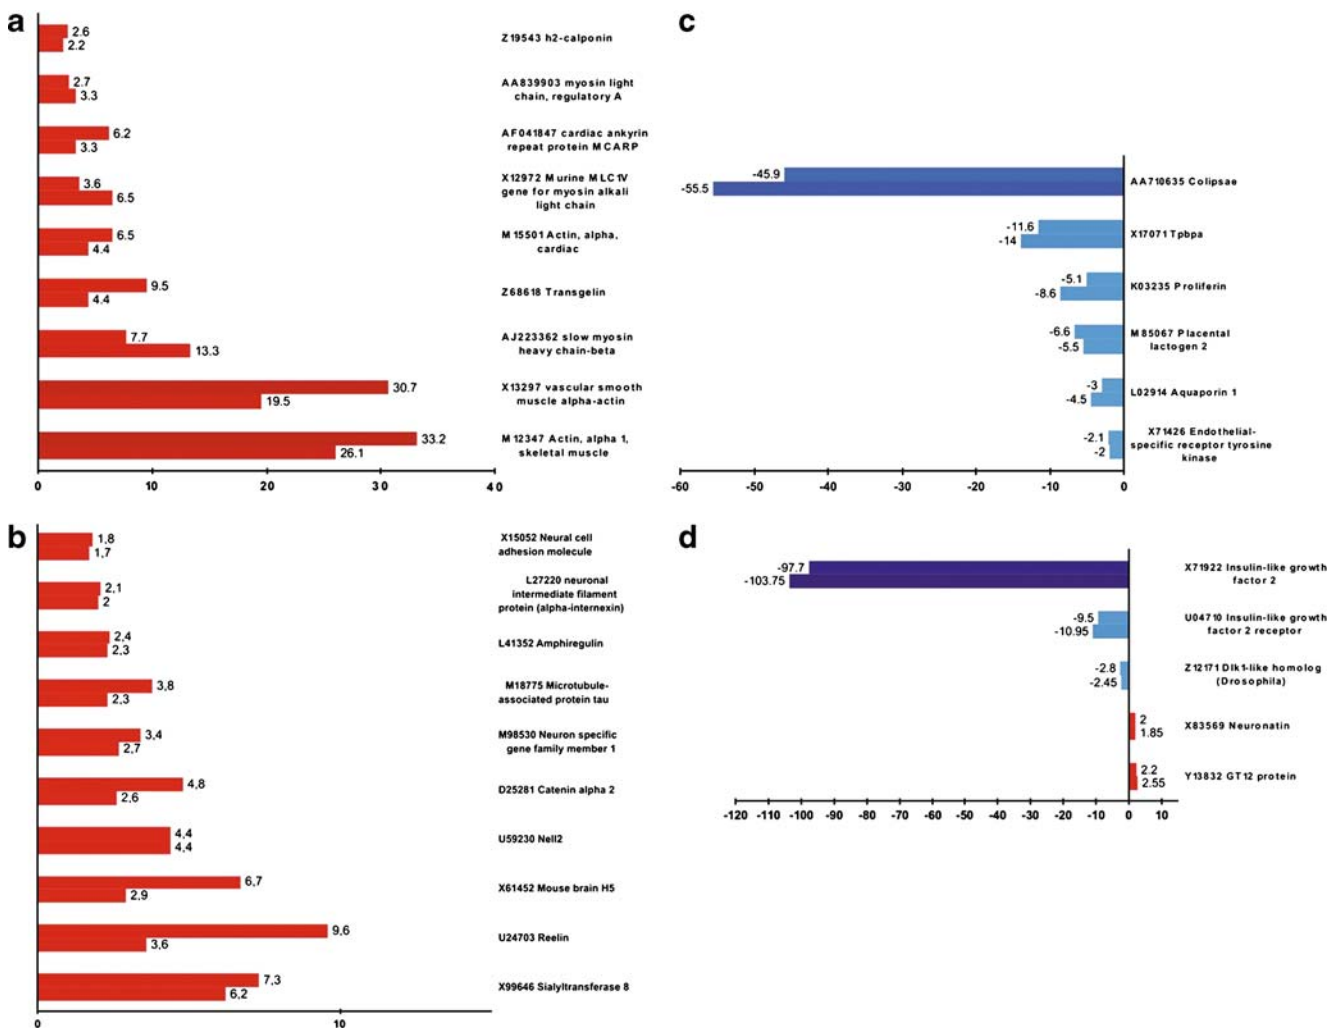 a
2.6
2.2
Z19543 h2-calponin
2.7
3.3
AA839903 myosin light
chain, regulatory A
6.2
3.3
AF041847 cardiac ankyrin
repeat protein MCARP
3.6
6.5
X12972 Murine MLC1V
gene for myosin alkali
light chain
6.5
4.4
M15501 Actin, alpha,
cardiac
9.5
4.4
Z68618 Transgelin
7.7
13.3
AJ223362 slow myosin
heavy chain-beta
30.7
19.5
X13297 vascular smooth
muscle alpha-actin
33.2
26.1
M12347 Actin, alpha 1,
skeletal muscle
0 10 20 30 40
b
1,8
1,7
X15052 Neural cell
adhesion molecule
2,1
2
L27220 neuronal
intermediate filament
protein (alpha-internexin)
2,4
2,3
L41352 Amphiregulin
3,8
2,3
M18775 Microtubule-
associated protein tau
3,4
2,7
M98530 Neuron specific
gene family member 1
4,8
2,6
D25281 Catenin alpha 2
4,4
4,4
U59230 Nell2
6,7
2,9
X61452 Mouse brain H5
9,6
3,6
U24703 Reelin
7,3
6,2
X99646 Sialyltransferase 8
0 10
c
-45.9
-55.5
AA710635 Colipsae
-11.6
-14
X17071 Tpbpa
-5.1
-8.6
K03235 Proliferin
-6.6
-5.5
M85067 Placental
lactogen 2
-3
-4.5
L02914 Aquaporin 1
-2.1
-2
X71426 Endothelial-
specific receptor tyrosine
kinase
-60 -50 -40 -30 -20 -10 0
d
-97.7
-103.75
X71922 Insulin-like growth
factor 2
-9.5
-10.95
U04710 Insulin-like growth
factor 2 receptor
-2.8
-2.45
Z12171 Dlk1-like homolog
(Drosophila)
2
1.85
X83569 Neuronatin
2.2
2.55
Y13832 GT12 protein
-120 -110 -100 -90 -80 -70 -60 -50 -40 -30 -20 -10 0 10